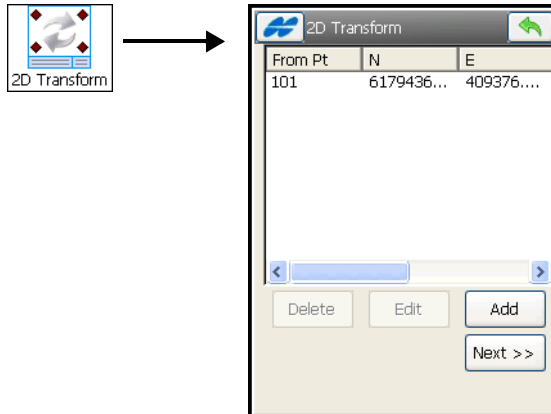 2D Transform
2D Transform
From Pt N E
101 6179436... 409376....
Delete Edit Add
Next >>